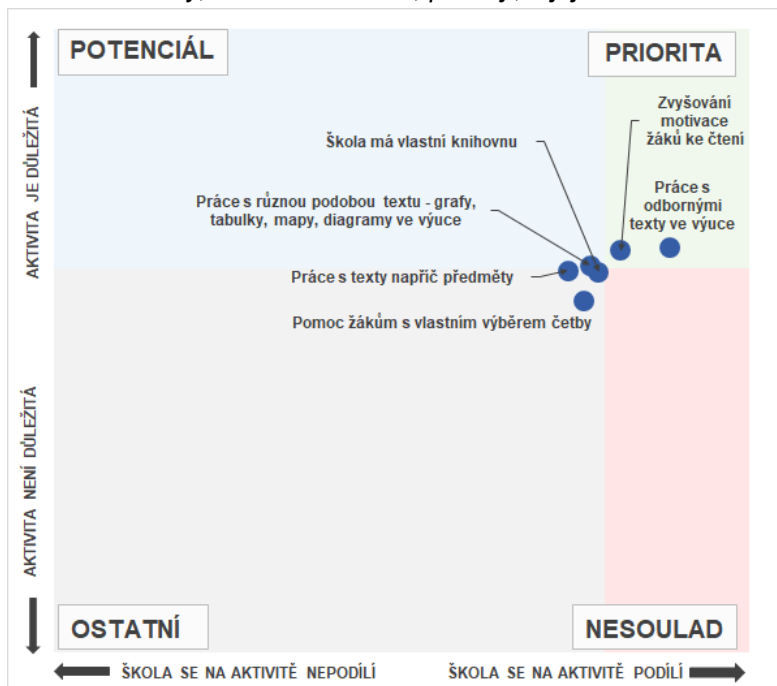 POTENCIÁL
PRIORITA
Zvyšování
motivace
žáků ke čtení
Škola má vlastní knihovnu
Práce s
odbornými
texty ve výuce
Práce s různou podobou textu - grafy,
tabulky, mapy, diagramy ve výuce
Práce s texty napříč předměty
Pomoc žákům s vlastním výběrem četby
AKTIVITA JE DŮLEŽITÁ
AKTIVITA NENÍ DŮLEŽITÁ
OSTATNÍ
NESOULAD
ŠKOLA SE NA AKTIVITĚ NEPODÍLÍ
ŠKOLA SE NA AKTIVITĚ PODÍLÍ